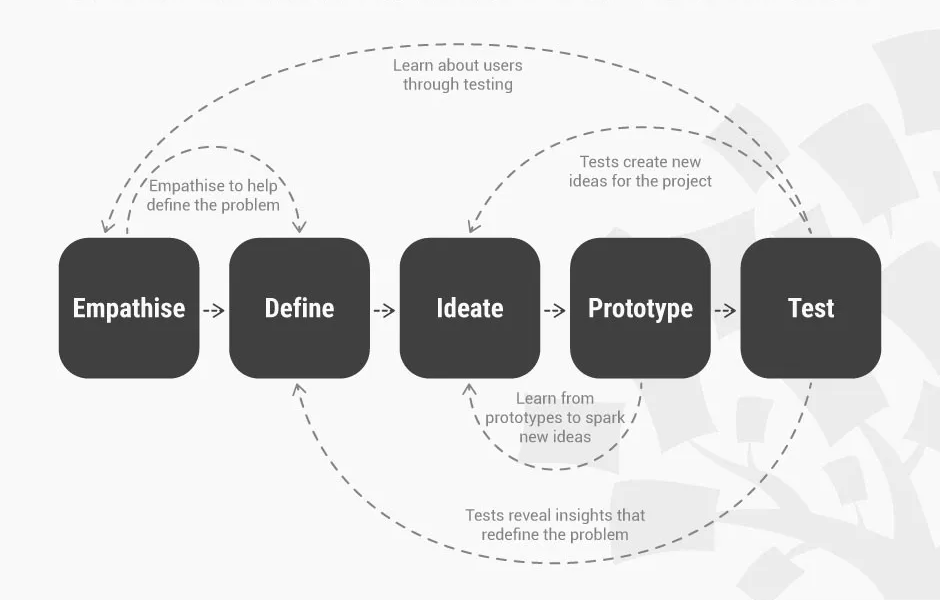 Learn about users
through testing
Tests create new
ideas for the project
Empathise to help
define the problem
Empathise
Define
Ideate
Prototype
Test
Learn from
prototypes to spark
new ideas
Tests reveal insights that
redefine the problem